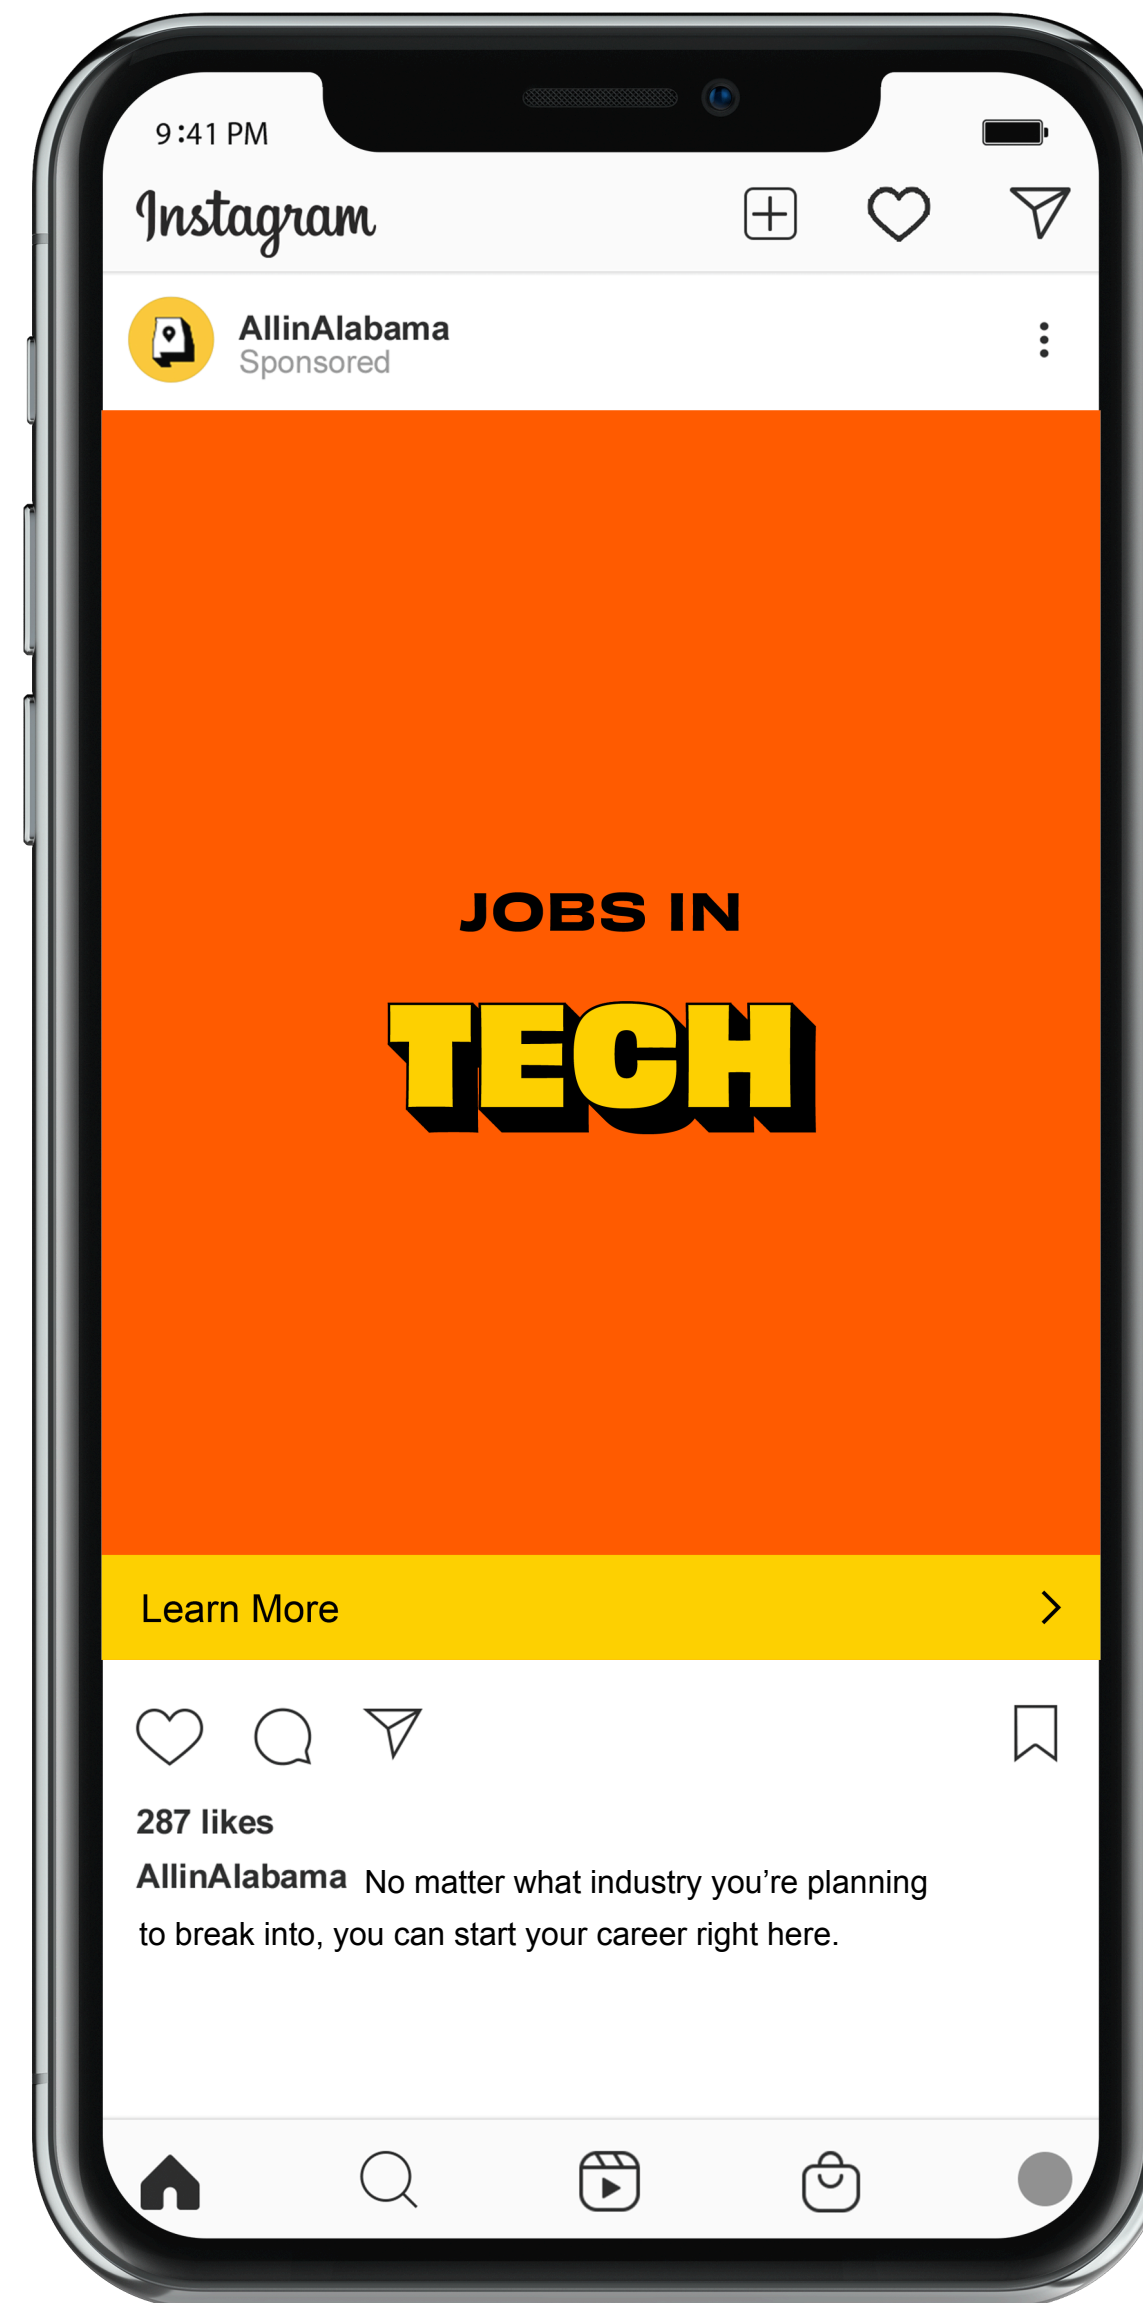 9:41 PM
Instagram
AllinAlabama
Sponsored
JOBS IN
TECH
Learn More
287 likes
AllinAlabama No matter what industry you’re planning
to break into, you can start your career right here.